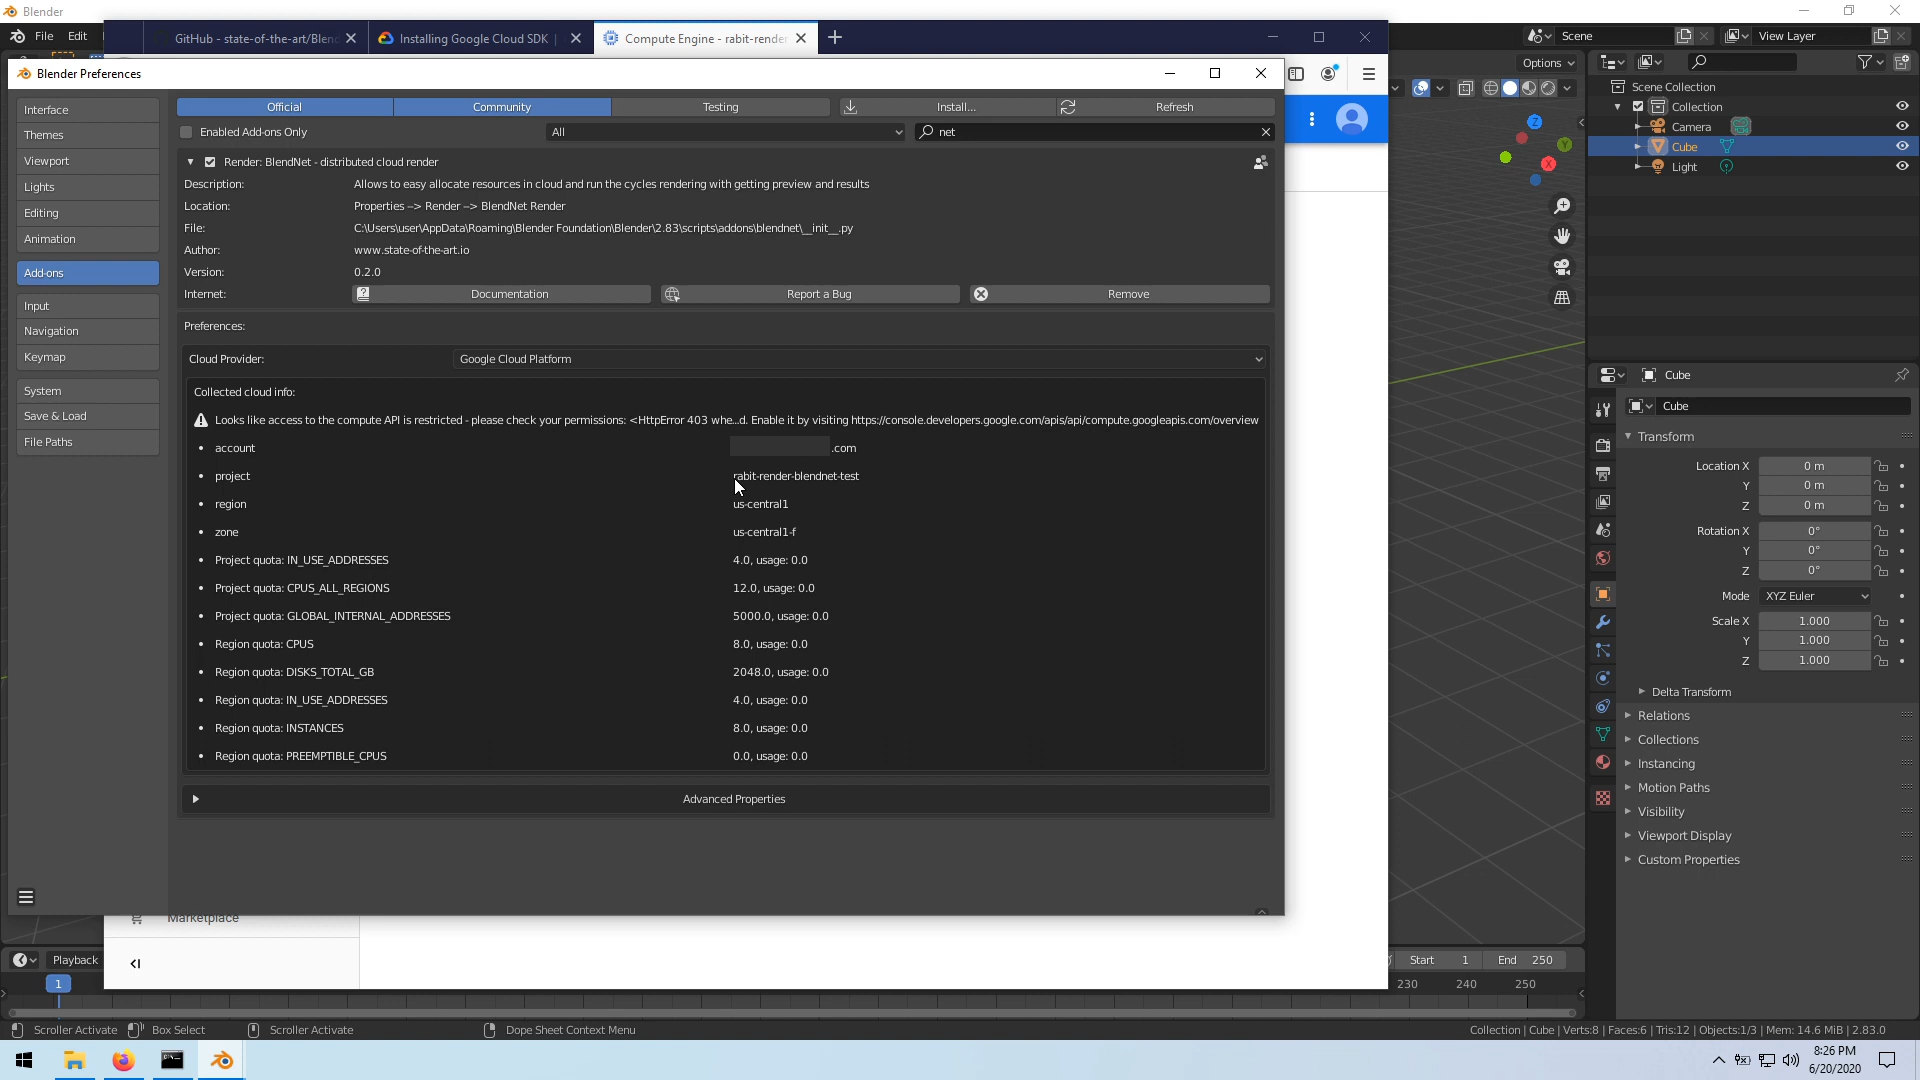 Blender
File Edit
GitHub - state-of-the-art/Blen
Installing Google Cloud SDK
Compute Engine - rabit-render
Scene
View Layer
Options
Blender Preferences
Interface
Themes
Viewport
Lights
Editing
Animation
Add-ons
Input
Navigation
Keymap
System
Save & Load
File Paths
Official
Community
Testing
Install...
Refresh
Enabled Add-ons Only
All
net
Render: BlendNet - distributed cloud render
Description: Allows to easy allocate resources in cloud and run the cycles rendering with getting preview and results
Location: Properties --> Render --> BlendNet Render
File: C:\Users\user\AppData\Roaming\Blender Foundation\Blender\2.83\scripts\addons\blendnet\__init__.py
Author: www.state-of-the-art.io
Version: 0.2.0
Internet: Documentation Report a Bug Remove
Preferences:
Cloud Provider: Google Cloud Platform
Collected cloud info:
Looks like access to the compute API is restricted - please check your permissions: <HttpError 403 whe...d. Enable it by visiting https://console.developers.google.com/apis/api/compute.googleapis.com/overview
• account .com
• project rabit-render-blendnet-test
• region us-central1
• zone us-central1-f
• Project quota: IN_USE_ADDRESSES 4.0, usage: 0.0
• Project quota: CPUS_ALL_REGIONS 12.0, usage: 0.0
• Project quota: GLOBAL_INTERNAL_ADDRESSES 5000.0, usage: 0.0
• Region quota: CPUS 8.0, usage: 0.0
• Region quota: DISKS_TOTAL_GB 2048.0, usage: 0.0
• Region quota: IN_USE_ADDRESSES 4.0, usage: 0.0
• Region quota: INSTANCES 8.0, usage: 0.0
• Region quota: PREEMPTIBLE_CPUS 0.0, usage: 0.0
Advanced Properties
Marketplace
Scene Collection
Collection
Camera
Cube
Light
Z
Y
X
Cube
Cube
Transform
Location X 0 m
Y 0 m
Z 0 m
Rotation X 0°
Y 0°
Z 0°
Mode XYZ Euler
Scale X 1.000
Y 1.000
Z 1.000
Delta Transform
Relations
Collections
Instancing
Motion Paths
Visibility
Viewport Display
Custom Properties
Playback
Start 1 End 250
1
230 240 250
Scroller Activate
Box Select
Scroller Activate
Dope Sheet Context Menu
Collection | Cube | Verts:8 | Faces:6 | Tris:12 | Objects:1/3 | Mem: 14.6 MiB | 2.83.0
8:26 PM
6/20/2020